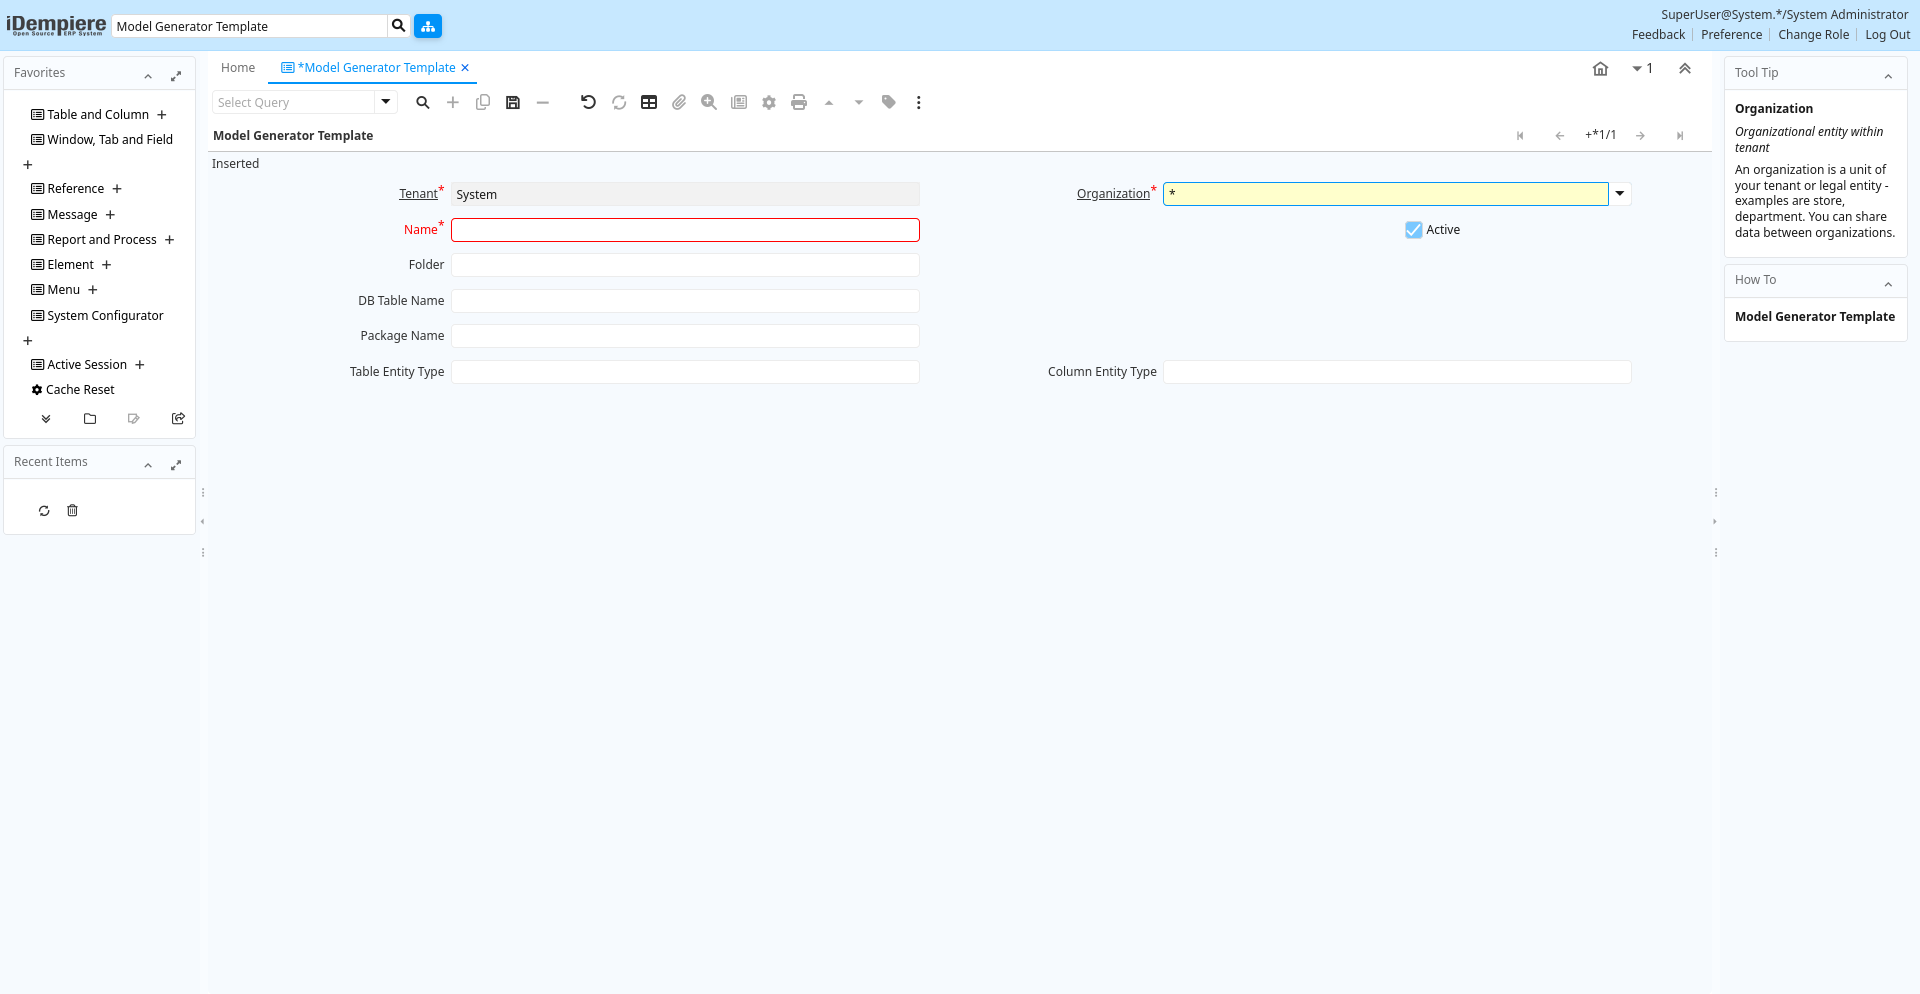 iDempiere
Open Source ERP System
Model Generator Template
SuperUser@System.*/System Administrator
Feedback
Preference
Change Role
Log Out
Favorites
Table and Column
Window, Tab and Field
Reference
Message
Report and Process
Element
Menu
System Configurator
Active Session
Cache Reset
Recent Items
Home
*Model Generator Template
1
Select Query
Model Generator Template
+*1/1
Inserted
Tenant* System
Organization* *
Name*
Active
Folder
DB Table Name
Package Name
Table Entity Type
Column Entity Type
Tool Tip
Organization
Organizational entity within
tenant
An organization is a unit of
your tenant or legal entity -
examples are store,
department. You can share
data between organizations.
How To
Model Generator Template